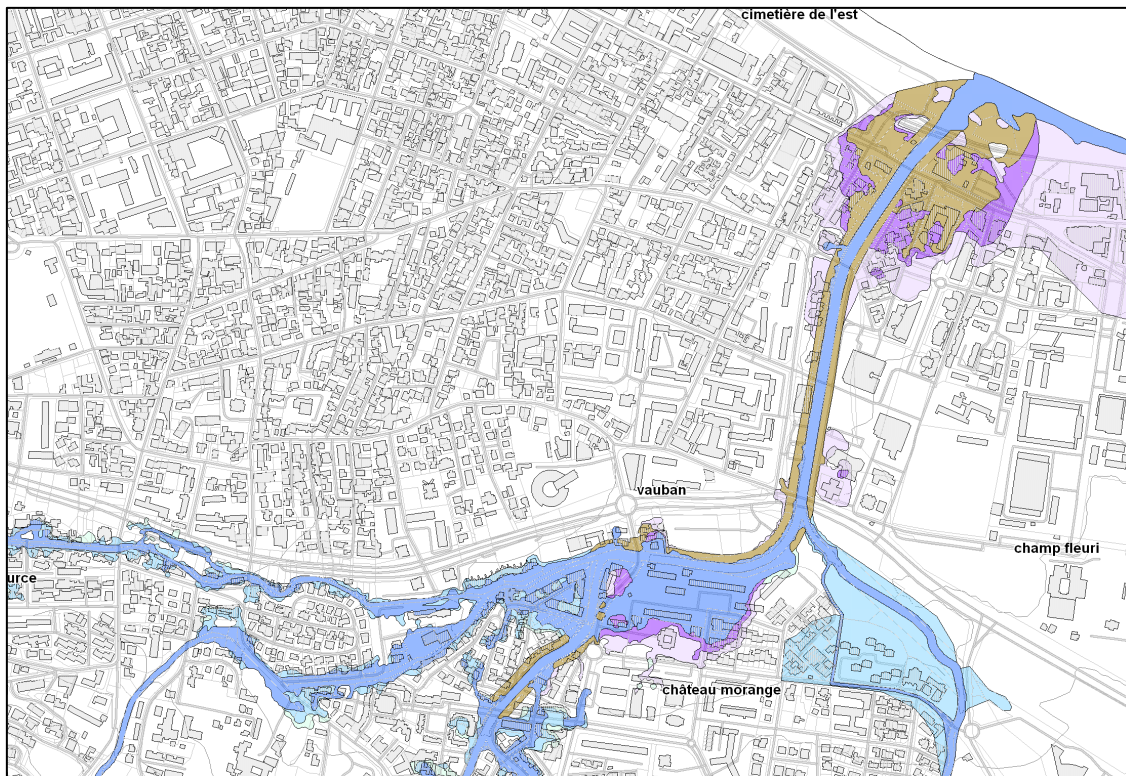 cimetière de l'est
vauban
champ fleuri
urce
château morange